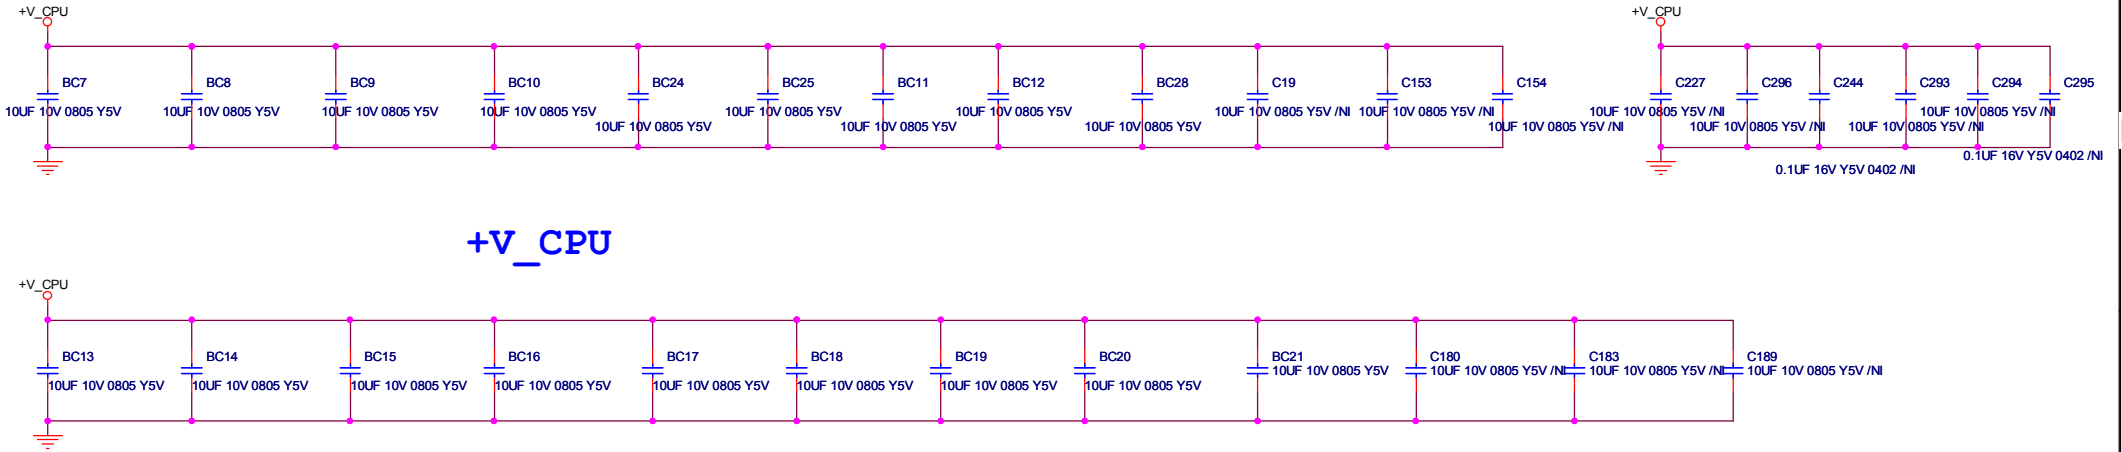 +V_CPU
+V_CPU
BC7
BC8
BC9
BC10
BC24
BC25
BC11
BC12
BC28
C19
C153
C154
C227
C296
C244
C293
C294
C295
10UF 10V 0805 Y5V
10UF 10V 0805 Y5V
10UF 10V 0805 Y5V
10UF 10V 0805 Y5V
10UF 10V 0805 Y5V
10UF 10V 0805 Y5V
10UF 10V 0805 Y5V /NI
10UF 10V 0805 Y5V /NI
10UF 10V 0805 Y5V /NI
10UF 10V 0805 Y5V /NI
10UF 10V 0805 Y5V
10UF 10V 0805 Y5V
10UF 10V 0805 Y5V
10UF 10V 0805 Y5V /NI
10UF 10V 0805 Y5V /NI
10UF 10V 0805 Y5V /NI
0.1UF 16V Y5V 0402 /NI
0.1UF 16V Y5V 0402 /NI
+V_CPU
+V_CPU
BC13
BC14
BC15
BC16
BC17
BC18
BC19
BC20
BC21
C180
C183
C189
10UF 10V 0805 Y5V
10UF 10V 0805 Y5V /NI
10UF 10V 0805 Y5V /NI
10UF 10V 0805 Y5V /NI
10UF 10V 0805 Y5V
10UF 10V 0805 Y5V
10UF 10V 0805 Y5V
10UF 10V 0805 Y5V
10UF 10V 0805 Y5V
10UF 10V 0805 Y5V
10UF 10V 0805 Y5V
10UF 10V 0805 Y5V